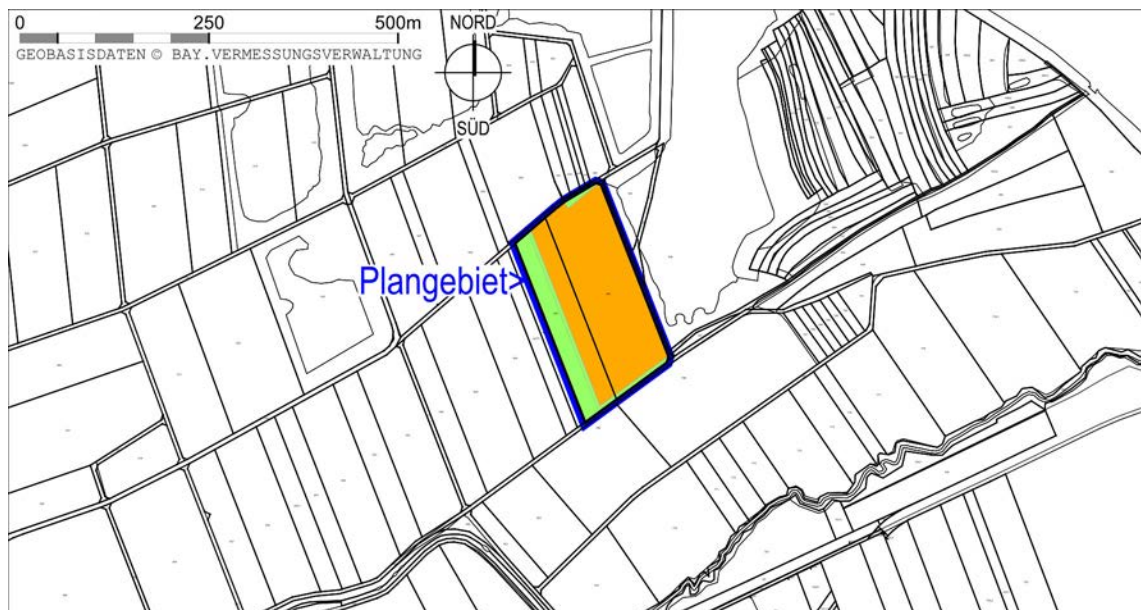 0 250 500m
GEOBASISDATEN © BAY.VERMESSUNGSVERWALTUNG
NORD
SÜD
Plangebiet>